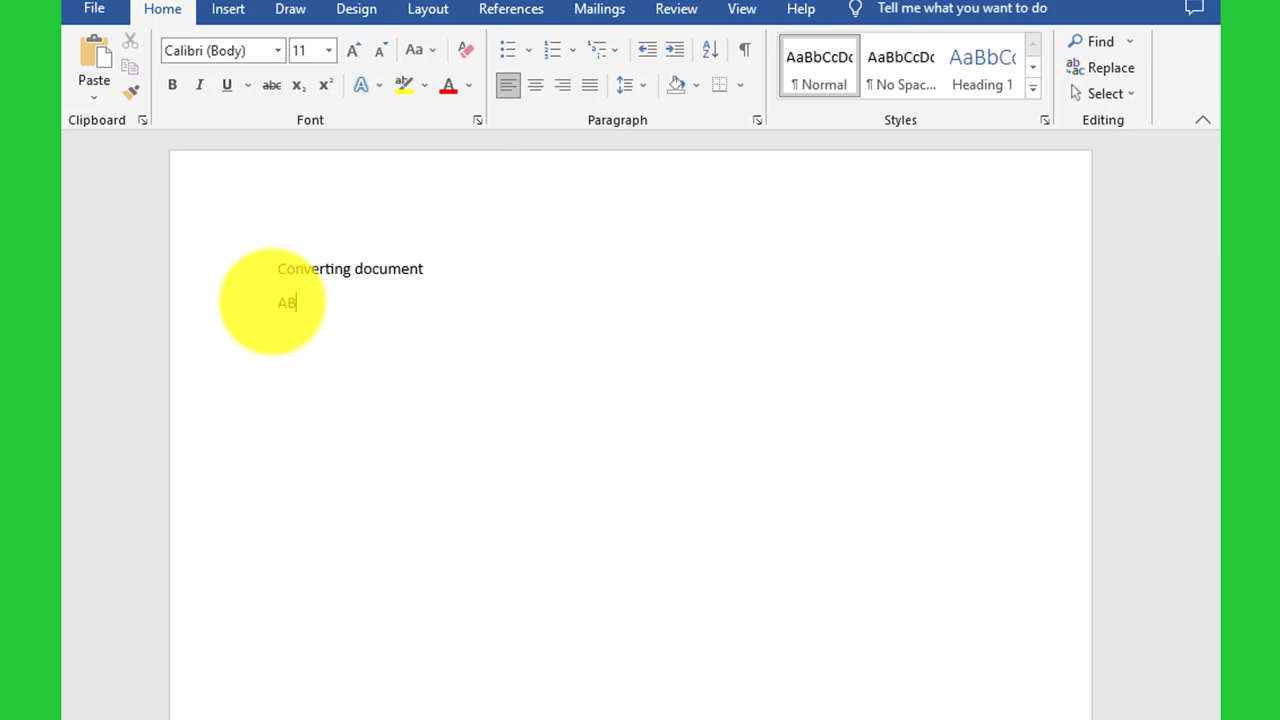 File Home Insert Draw Design Layout References Mailings Review View Help Tell me what you want to do
Calibri (Body) 11 Aa AaBbCcDc AaBbCcDc AaBbCc Find
Paste B I U abc x₂ x² A A ¶ Normal ¶ No Spac... Heading 1 Replace
Select
Clipboard Font Paragraph Styles Editing
Converting document
AB